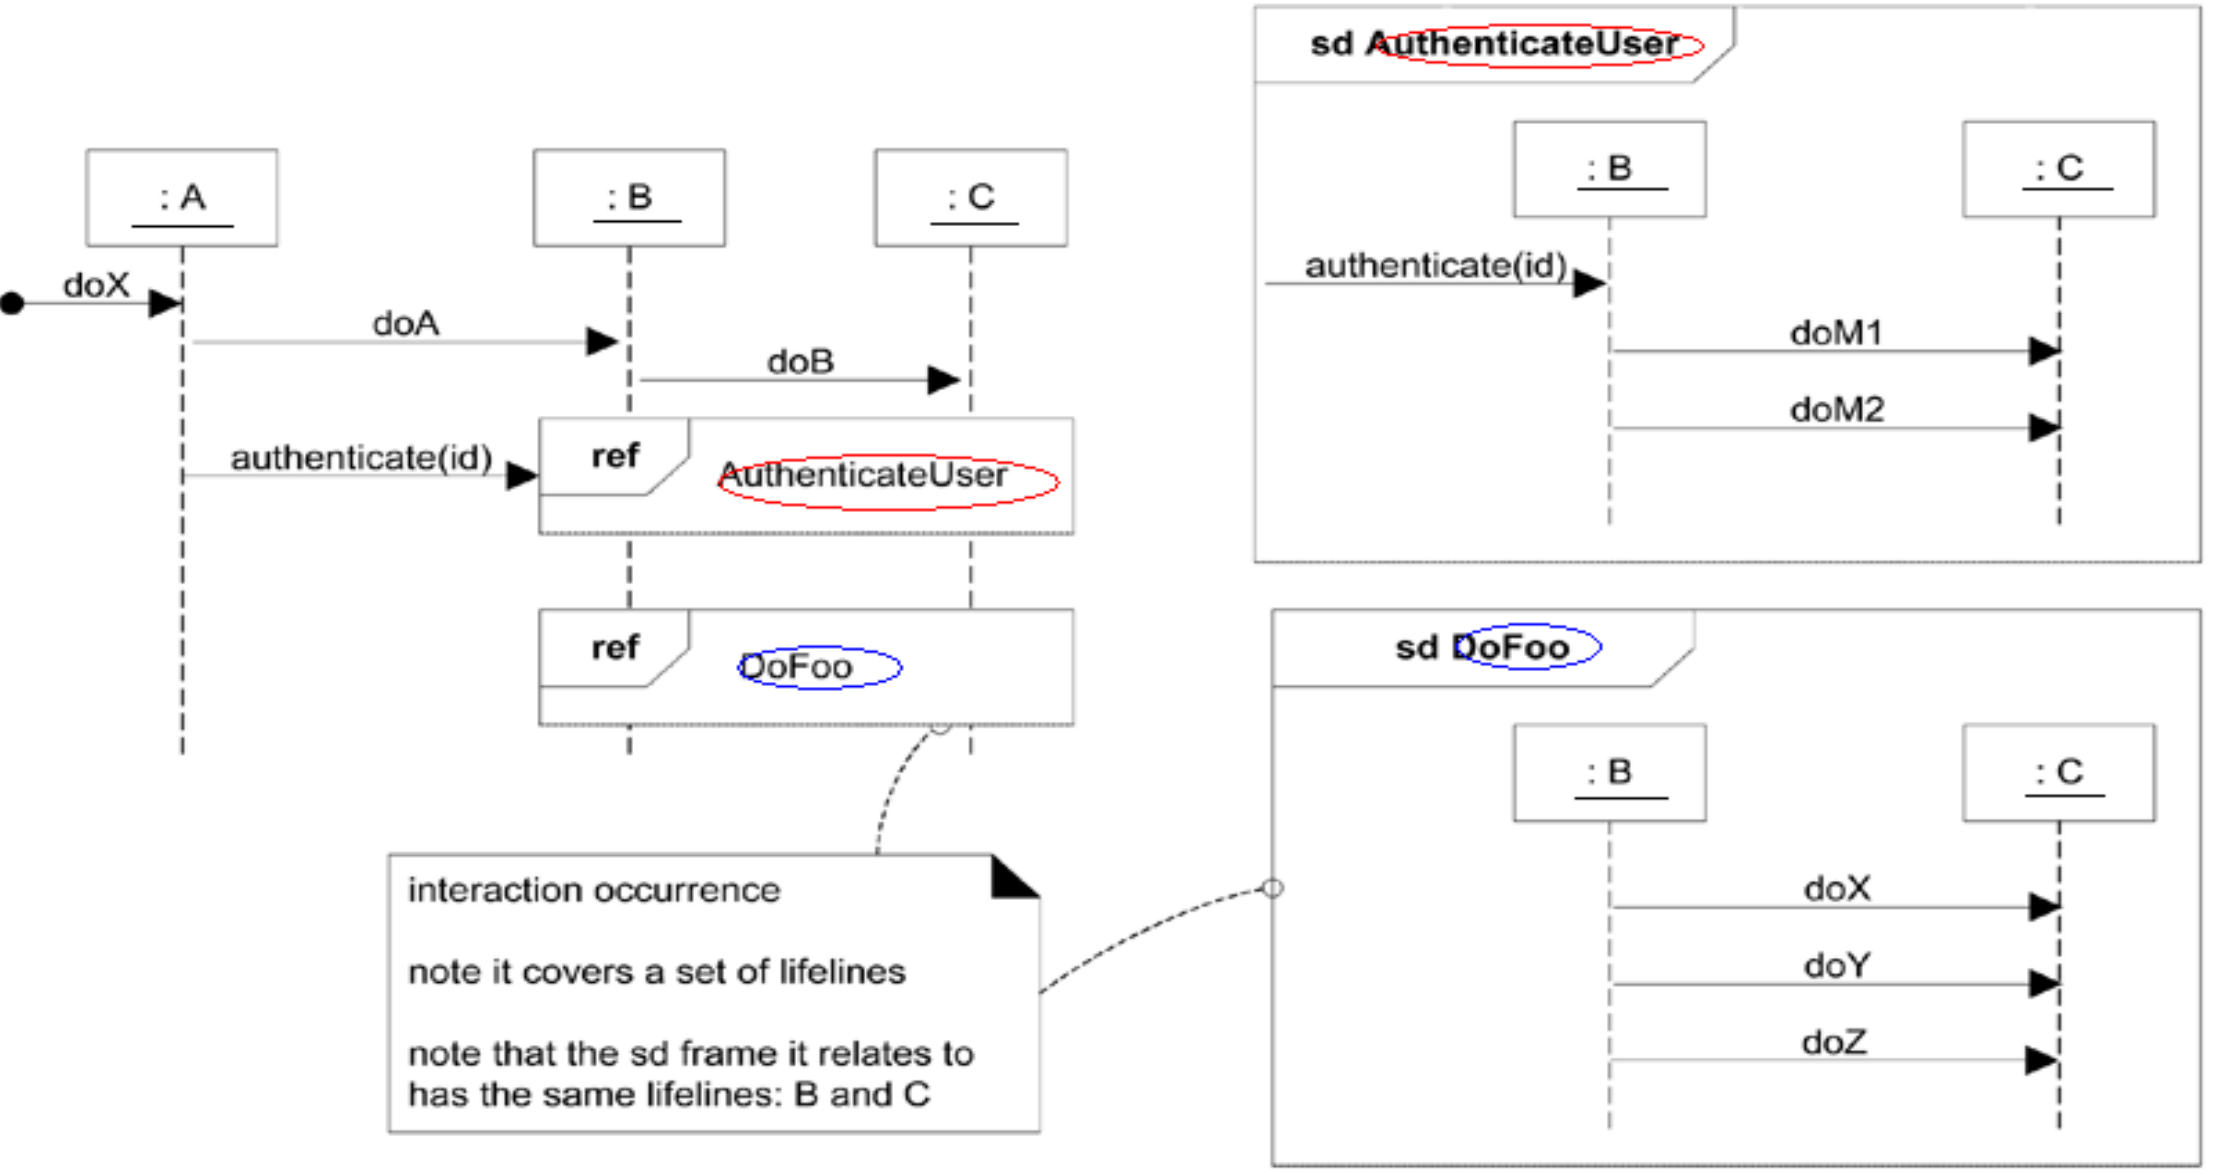 : A
: B
: C
doX
doA
doB
authenticate(id)
ref
AuthenticateUser
ref
DoFoo
interaction occurrence
note it covers a set of lifelines
note that the sd frame it relates to
has the same lifelines: B and C
sd AuthenticateUser
: B
: C
authenticate(id)
doM1
doM2
sd DoFoo
: B
: C
doX
doY
doZ